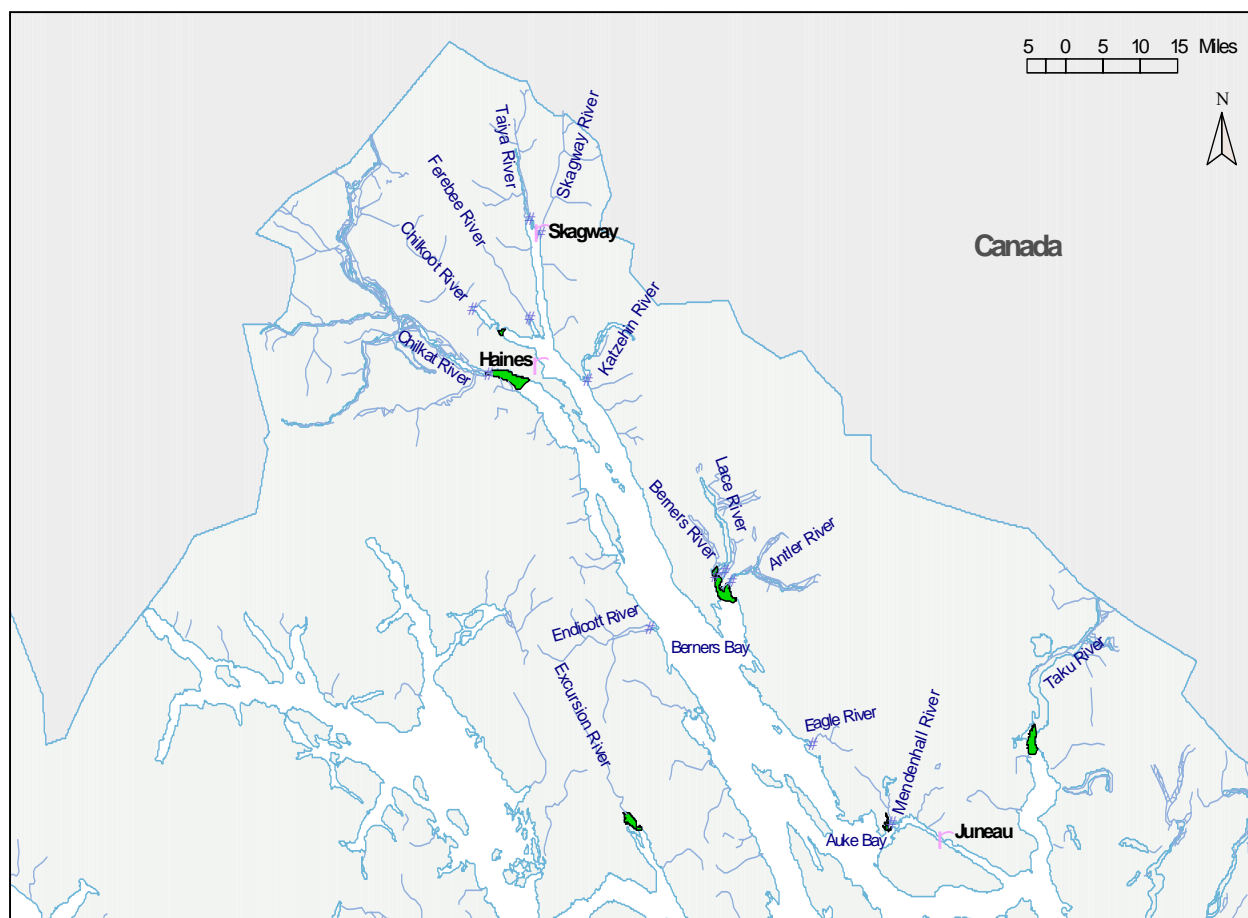 5 0 5 10 15 Miles
N
Taiya River
Skagway River
Ferebee River
Chilkoot River
Skagway
Canada
Katzehin River
Haines
Chilkat River
Lace River
Berners River
Antler River
Endicott River
Berners Bay
Excursion River
Taku River
Eagle River
Mendenhall River
Auke Bay
Juneau